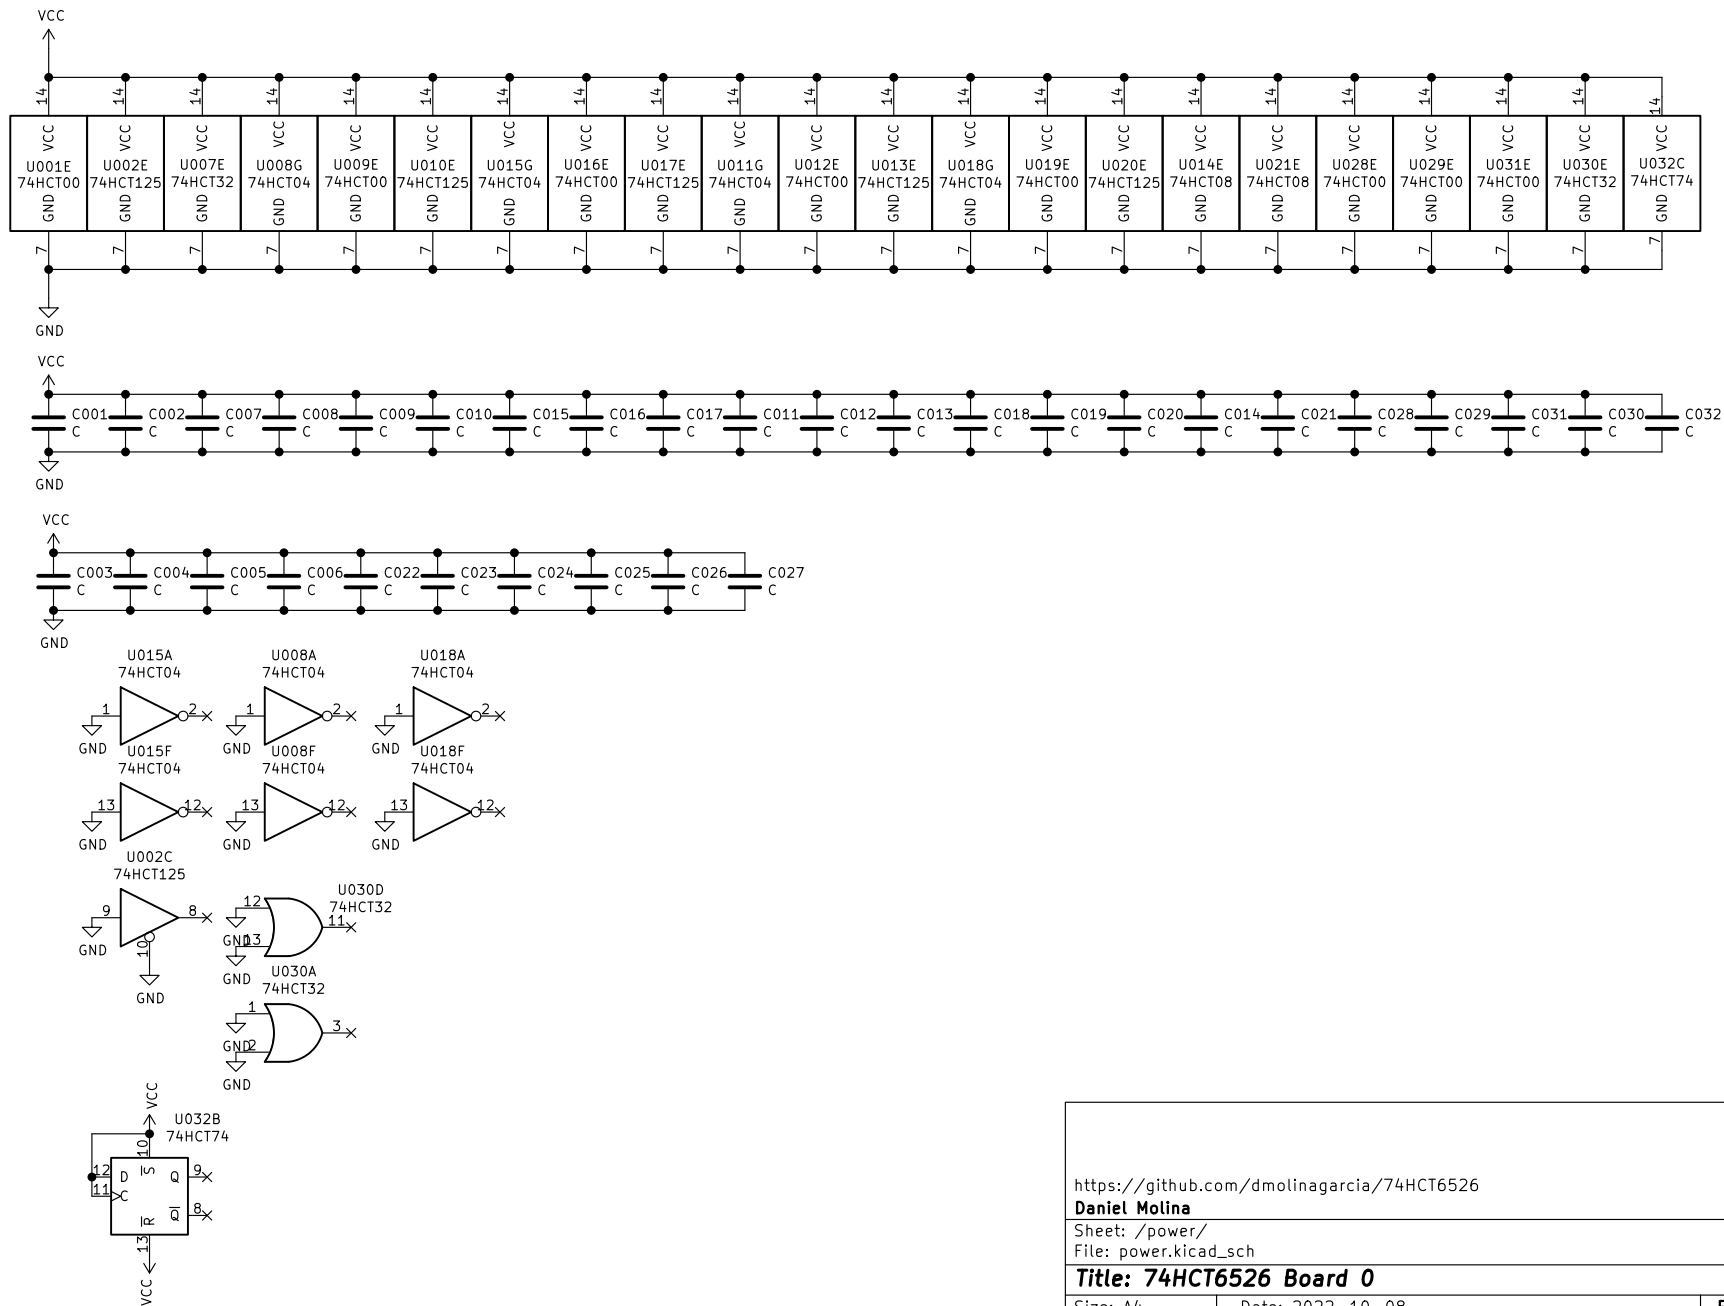 VCC
14 14 14 14 14 14 14 14 14 14 14 14 14 14 14 14 14 14 14 14 14 14
VCC VCC VCC VCC VCC VCC VCC VCC VCC VCC VCC VCC VCC VCC VCC VCC VCC VCC VCC VCC VCC VCC
U001E U002E U007E U008G U009E U010E U015G U016E U017E U011G U012E U013E U018G U019E U020E U014E U021E U028E U029E U031E U030E U032C
74HCT00 74HCT125 74HCT32 74HCT04 74HCT00 74HCT125 74HCT04 74HCT00 74HCT125 74HCT04 74HCT00 74HCT125 74HCT04 74HCT00 74HCT125 74HCT08 74HCT08 74HCT00 74HCT00 74HCT00 74HCT32 74HCT74
GND GND GND GND GND GND GND GND GND GND GND GND GND GND GND GND GND GND GND GND GND GND
7 7 7 7 7 7 7 7 7 7 7 7 7 7 7 7 7 7 7 7 7 7
GND
VCC
C001 C002 C007 C008 C009 C010 C015 C016 C017 C011 C012 C013 C018 C019 C020 C014 C021 C028 C029 C031 C030 C032
C C C C C C C C C C C C C C C C C C C C C C
GND
VCC
C003 C004 C005 C006 C022 C023 C024 C025 C026 C027
C C C C C C C C C C
GND
U015A U008A U018A
74HCT04 74HCT04 74HCT04
1 2 1 2 1 2
GND GND GND
U015F U008F U018F
74HCT04 74HCT04 74HCT04
13 12 13 12 13 12
GND GND GND
U002C
74HCT125
9 8
GND
10
GND
U030D
74HCT32
12 11
GND 13
GND
U030A
74HCT32
1 3
GND 2
GND
VCC
U032B
74HCT74
10
12 D S Q 9
11 C
R Q 8
13
VCC
https://github.com/dmolinagarcia/74HCT6526
Daniel Molina
Sheet: /power/
File: power.kicad_sch
Title: 74HCT6526 Board 0
Size: A4 Date: 2022-10-08